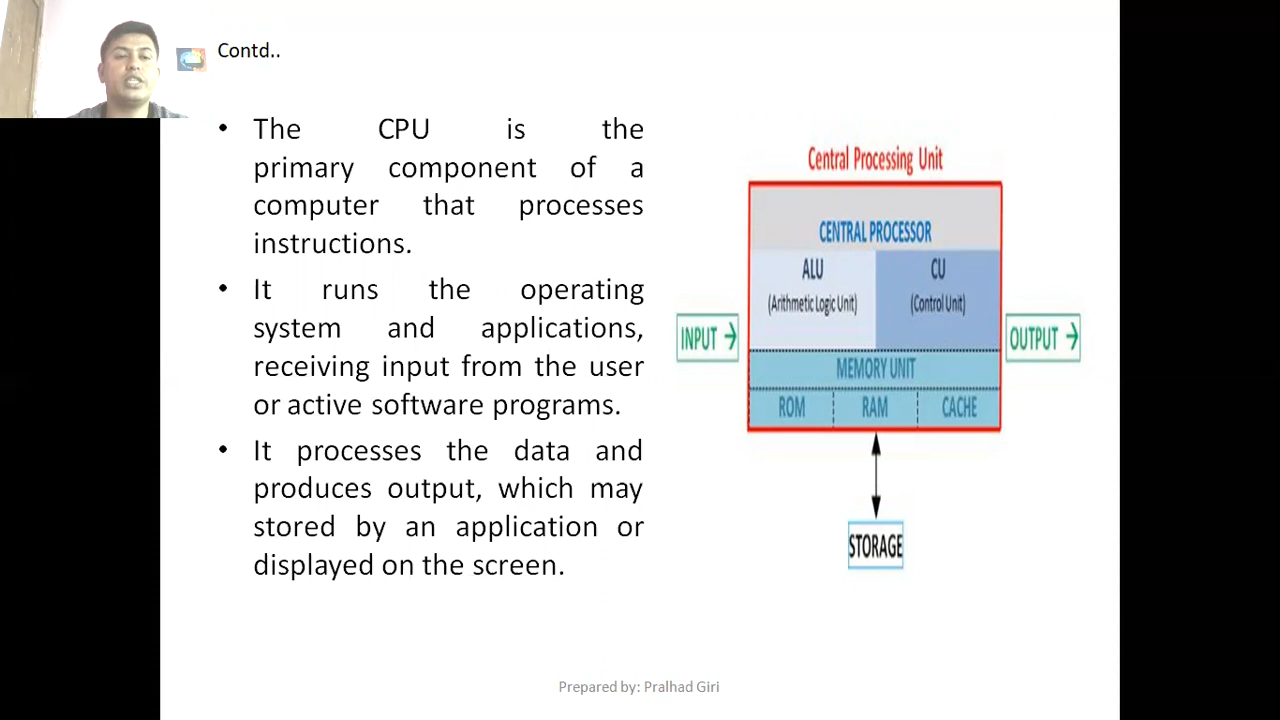 Contd..
• The CPU is the
primary component of a
computer that processes
instructions.
• It runs the operating
system and applications,
receiving input from the user
or active software programs.
• It processes the data and
produces output, which may
stored by an application or
displayed on the screen.
Central Processing Unit
CENTRAL PROCESSOR
ALU
(Arithmetic Logic Unit)
CU
(Control Unit)
INPUT →
OUTPUT →
MEMORY UNIT
ROM
RAM
CACHE
STORAGE
Prepared by: Pralhad Giri